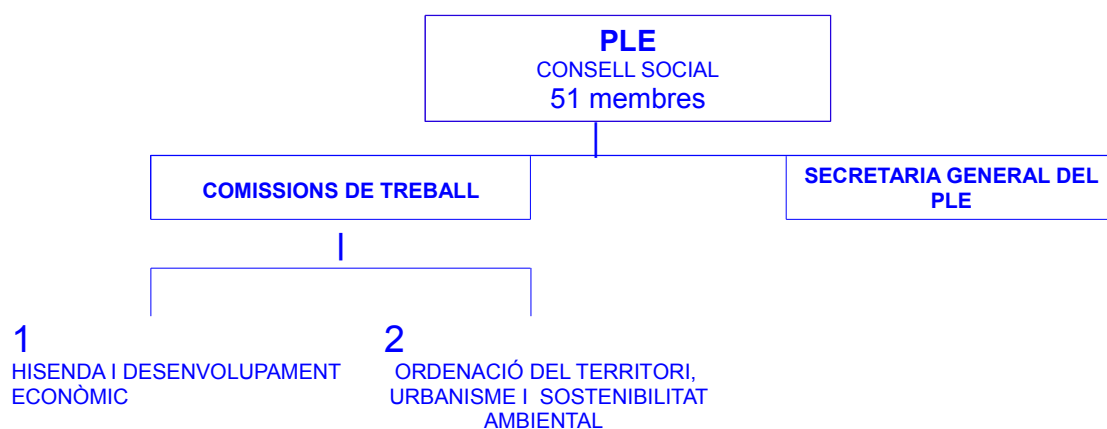 PLE
CONSELL SOCIAL
51 membres
COMISSIONS DE TREBALL
SECRETARIA GENERAL DEL
PLE
1
HISENDA I DESENVOLUPAMENT
ECONÒMIC
2
ORDENACIÓ DEL TERRITORI,
URBANISME I SOSTENIBILITAT
AMBIENTAL